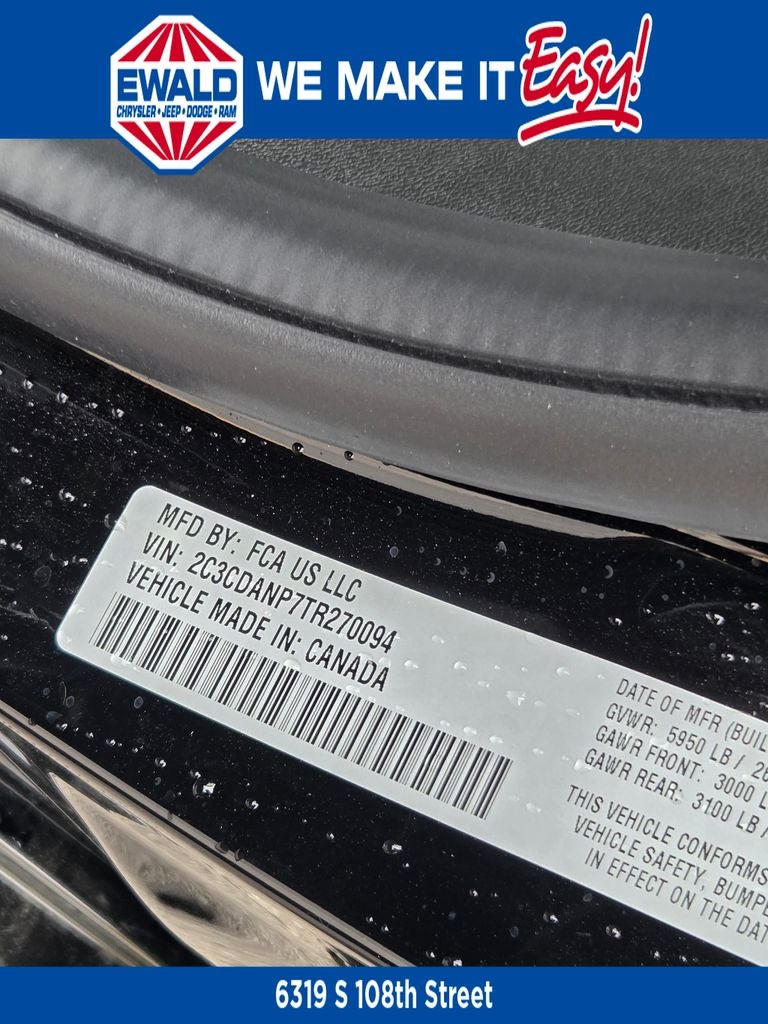 EWALD
CHRYSLER • JEEP • DODGE • RAM
WE MAKE IT Easy!
MFD BY: FCA US LLC
VIN: 2C3CDANP7TR270094
VEHICLE MADE IN: CANADA
DATE OF MFR (BUIL
GVWR: 5950 LB / 26
GAWR FRONT: 3000 L
GAWR REAR: 3100 LB /
THIS VEHICLE CONFORMS
VEHICLE SAFETY, BUMPE
IN EFFECT ON THE DAT
6319 S 108th Street